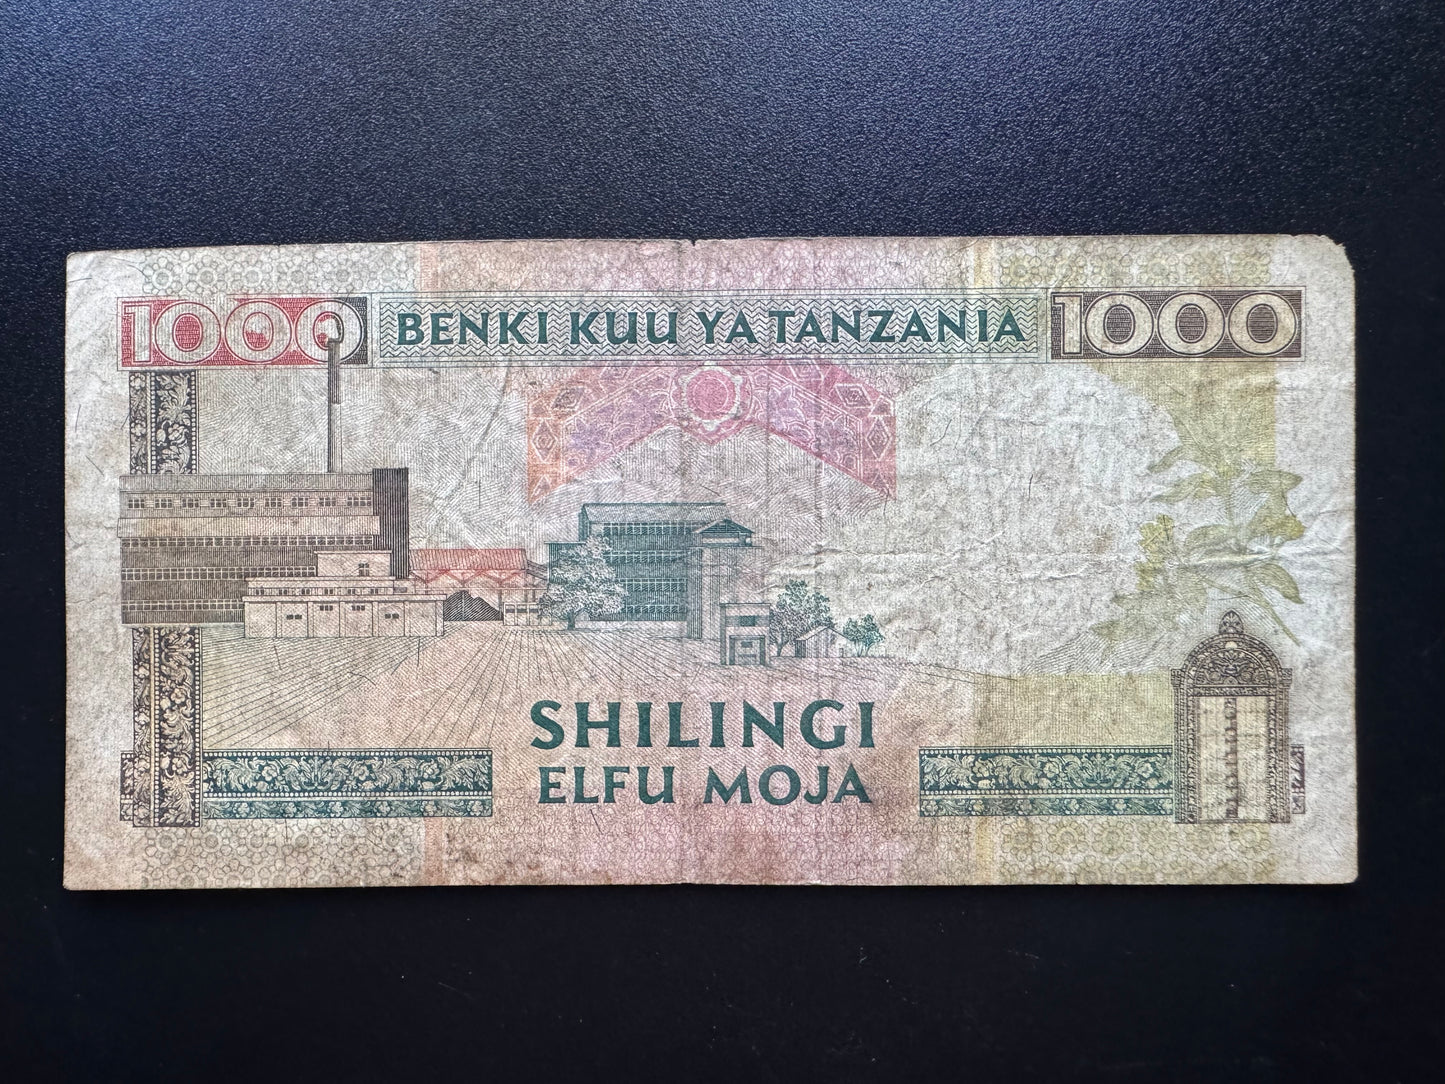 1000 BENKI KUU YA TANZANIA 1000
SHILINGI
ELFU MOJA